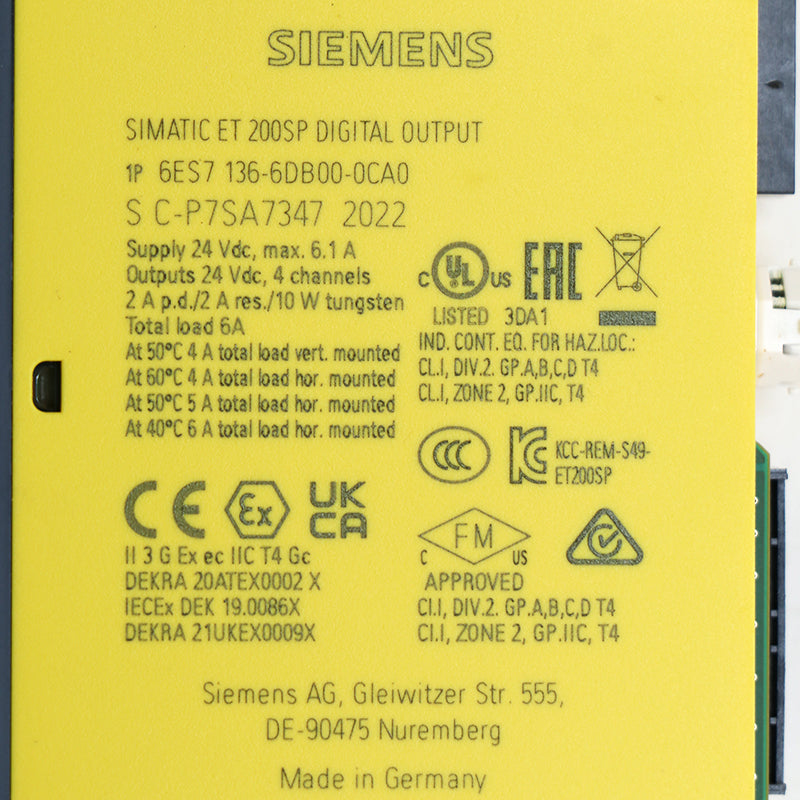 SIEMENS
SIMATIC ET 200SP DIGITAL OUTPUT
1P 6ES7 136-6DB00-0CA0
S C-P7SA7347 2022
Supply 24 Vdc, max. 6.1 A
Outputs 24 Vdc, 4 channels
2 A p.d./2 A res./10 W tungsten
Total load 6A
At 50°C 4 A total load vert. mounted
At 60°C 4 A total load hor. mounted
At 50°C 5 A total load hor. mounted
At 40°C 6 A total load hor. mounted
C UL US EAC
LISTED 3DA1
IND. CONT. EQ. FOR HAZ.LOC.:
CL.I, DIV.2. GP.A,B,C,D T4
CL.I, ZONE 2, GP.IIC, T4
CCC KC KCC-REM-S49-
ET200SP
CE Ex UK
CA
II 3 G Ex ec IIC T4 Gc
DEKRA 20ATEX0002 X
IECEx DEK 19.0086X
DEKRA 21UKEX0009X
FM
C US
APPROVED
CI.I, DIV.2. GP.A,B,C,D T4
CI.I, ZONE 2, GP.IIC, T4
Siemens AG, Gleiwitzer Str. 555,
DE-90475 Nuremberg
Made in Germany